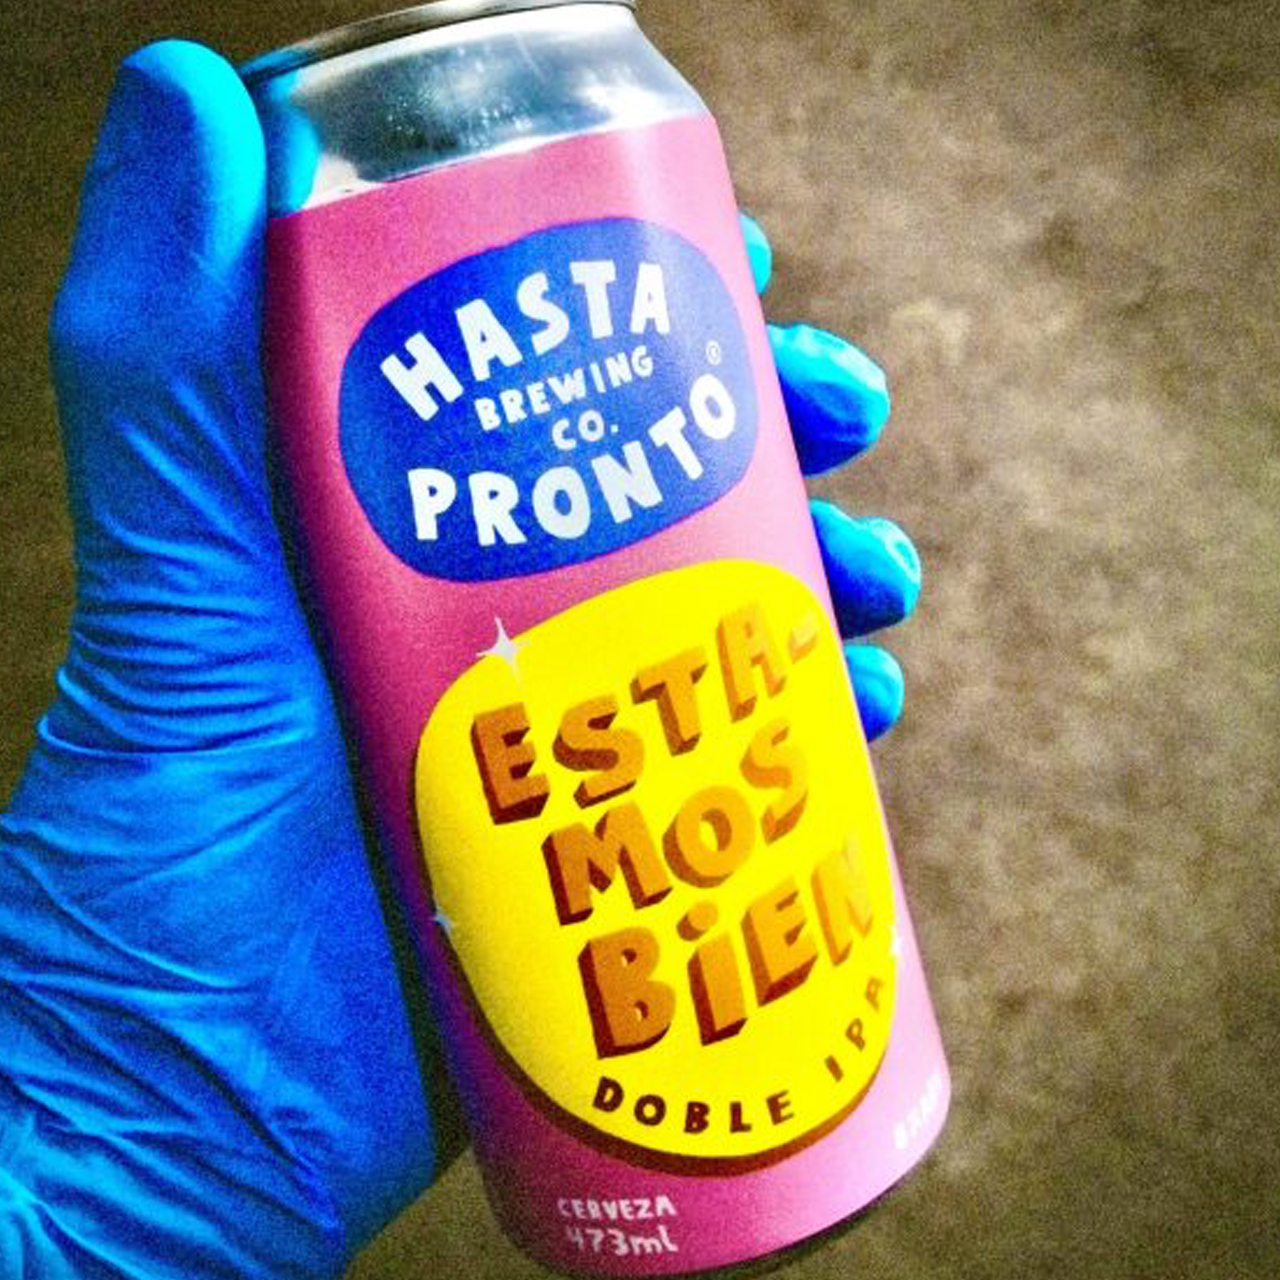 HASTA
BREWING
CO.
PRONTO
®
ESTA-
MOS
BiEN
DOBLE IPA
CERVEZA
473mL